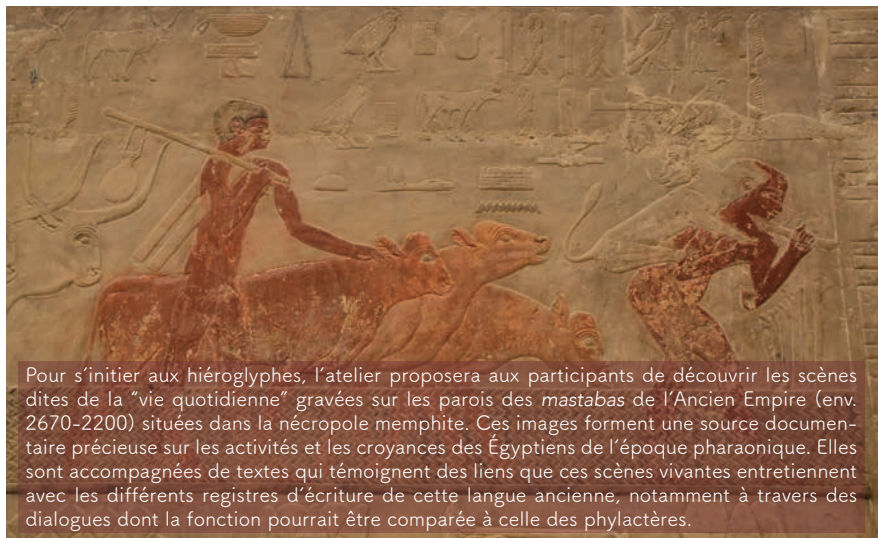 Pour s’initier aux hiéroglyphes, l’atelier proposera aux participants de découvrir les scènes
dites de la “vie quotidienne” gravées sur les parois des mastabas de l’Ancien Empire (env.
2670-2200) situées dans la nécropole memphite. Ces images forment une source documen-
taire précieuse sur les activités et les croyances des Égyptiens de l’époque pharaonique. Elles
sont accompagnées de textes qui témoignent des liens que ces scènes vivantes entretiennent
avec les différents registres d’écriture de cette langue ancienne, notamment à travers des
dialogues dont la fonction pourrait être comparée à celle des phylactères.